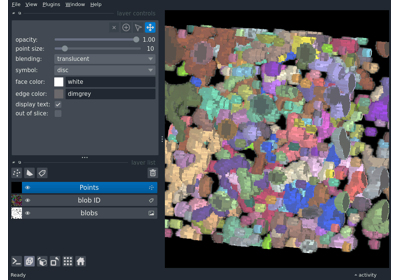 File View Plugins Window Help
layer controls
opacity: 1.00
point size: 10
blending: translucent
symbol: disc
face color: white
edge color: dimgrey
display text:
out of slice:
layer list
Points
blob ID
blobs
Ready
activity